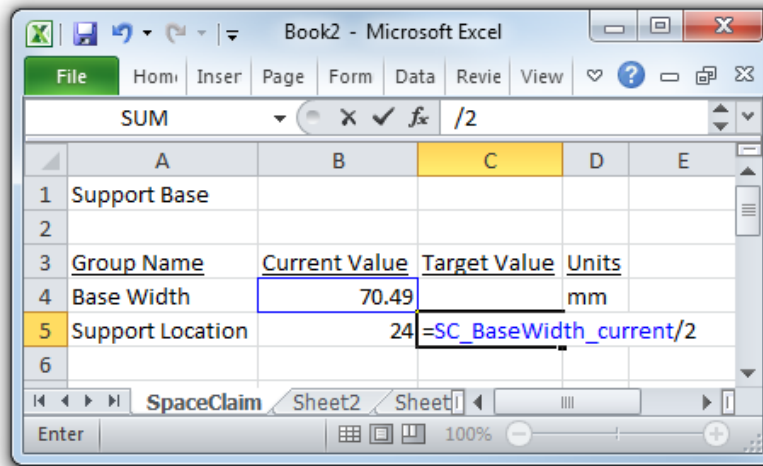 Book2 - Microsoft Excel
File Hom Inser Page Form Data Revie View
SUM fx /2
A B C D E
1 Support Base
2
3 Group Name Current Value Target Value Units
4 Base Width 70.49 mm
5 Support Location 24 =SC_BaseWidth_current/2
6
SpaceClaim Sheet2 Sheet
Enter 100%